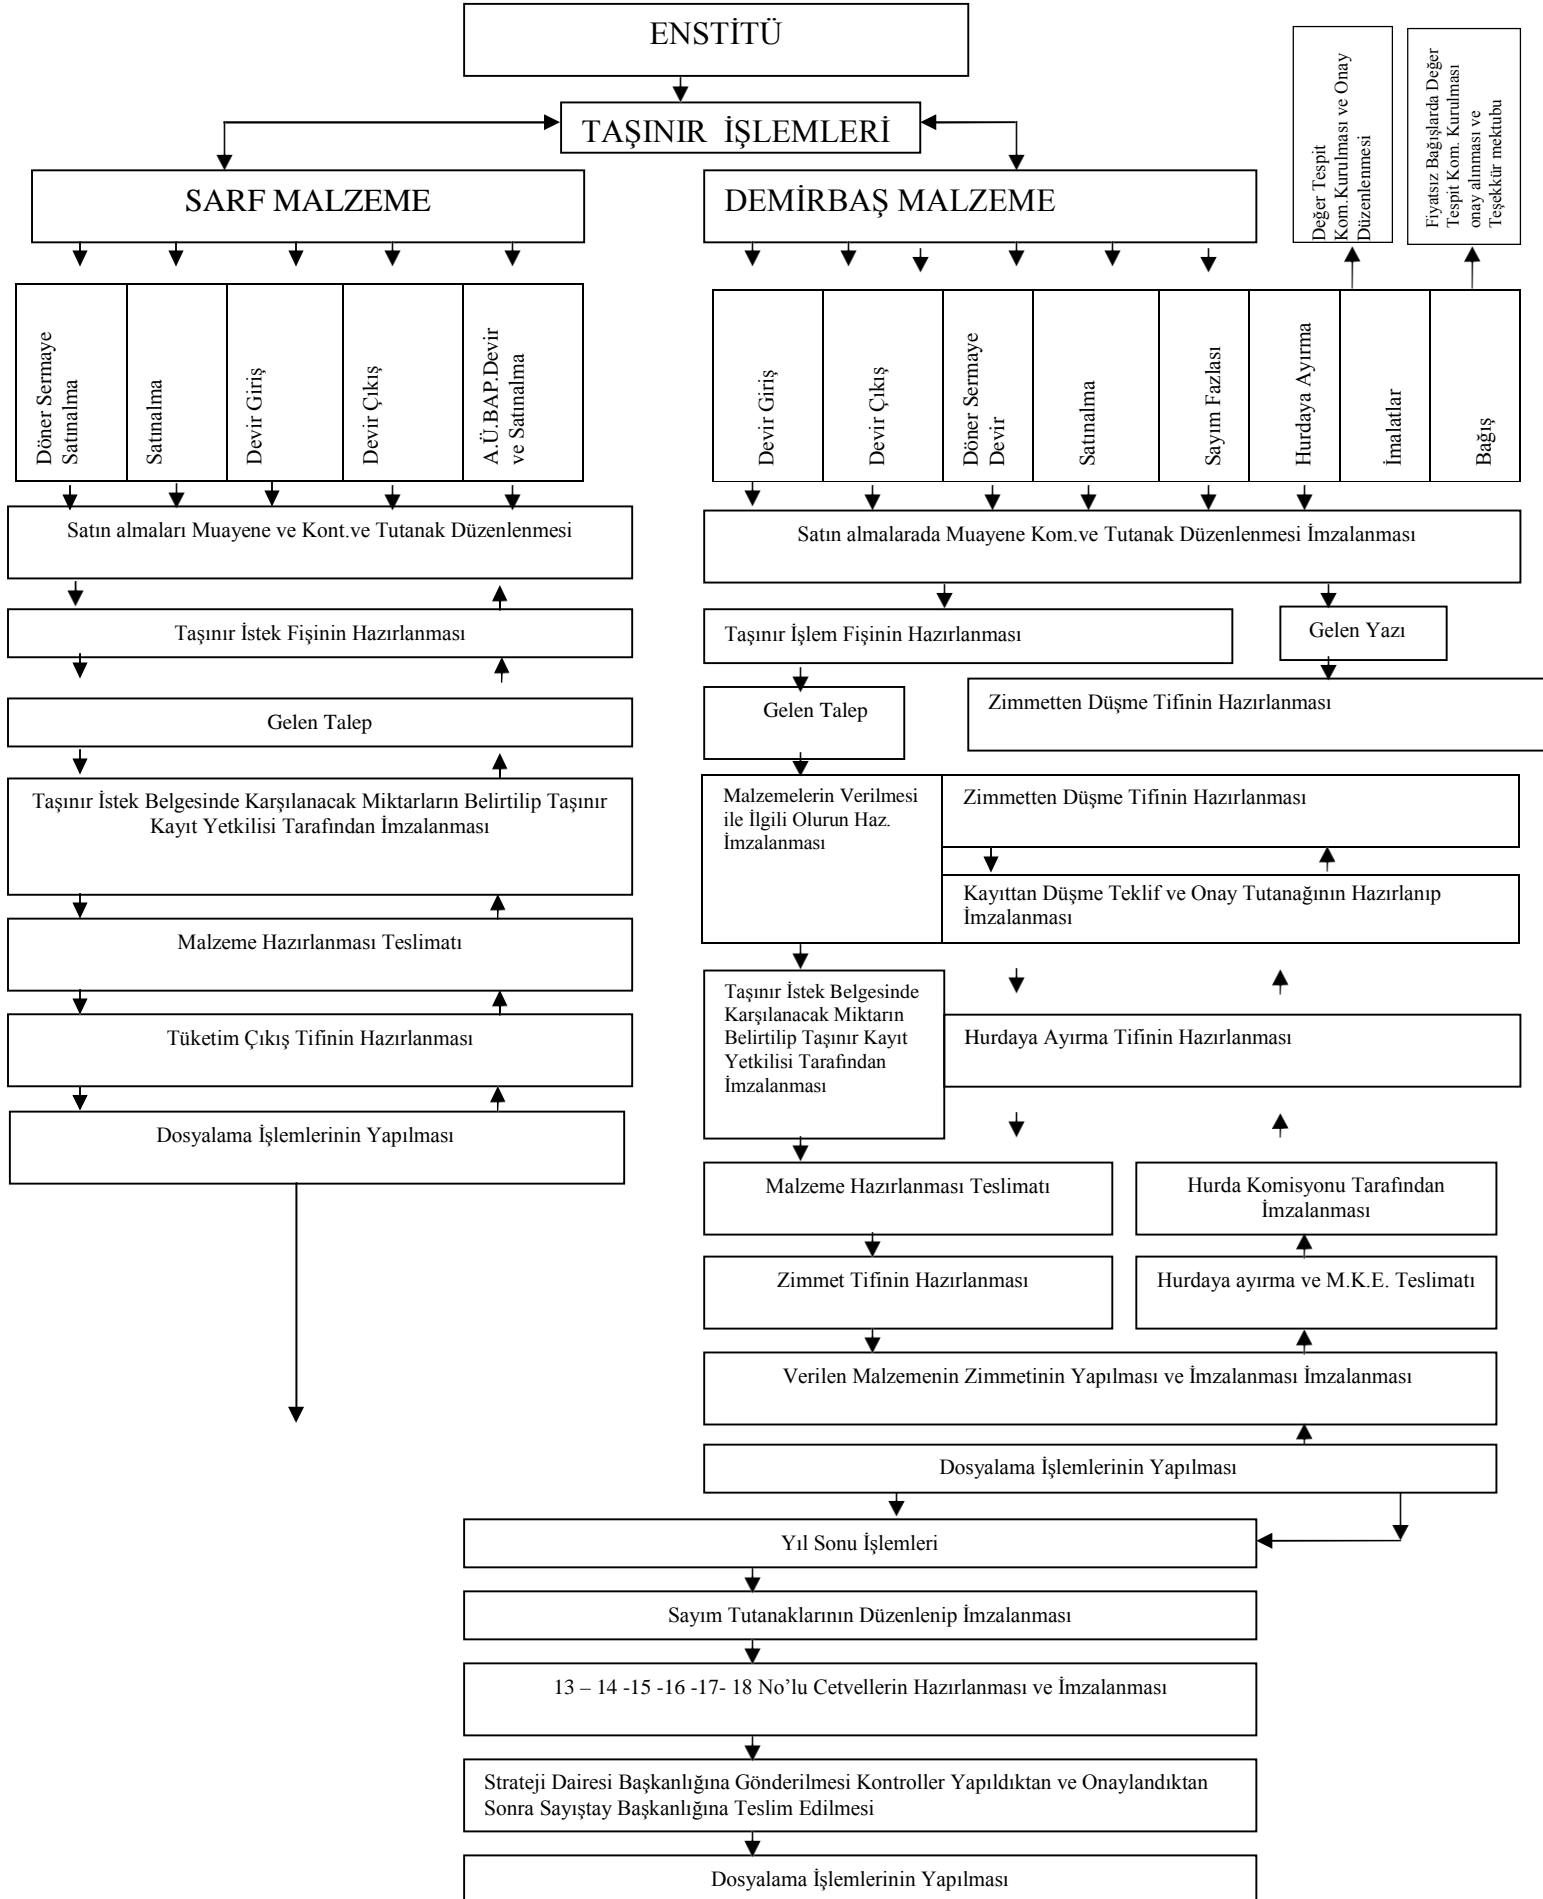 ENSTİTÜ
TAŞINIR  İŞLEMLERİ
SARF MALZEME
DEMİRBAŞ MALZEME
Değer Tespit
Kom.Kurulması ve Onay
Düzenlenmesi
Fiyatsız Bağışlarda Değer
Tespit Kom. Kurulması
onay alınması ve
Teşekkür mektubu
Döner Sermaye
Satınalma
Satınalma
Devir Giriş
Devir Çıkış
A.Ü.BAP.Devir
ve Satınalma
Devir Giriş
Devir Çıkış
Döner Sermaye
Devir
Satınalma
Sayım Fazlası
Hurdaya Ayırma
İmalatlar
Bağış
Satın almaları Muayene ve Kont.ve Tutanak Düzenlenmesi
Taşınır İstek Fişinin Hazırlanması
Gelen Talep
Taşınır İstek Belgesinde Karşılanacak Miktarların Belirtilip Taşınır
Kayıt Yetkilisi Tarafından İmzalanması
Malzeme Hazırlanması Teslimatı
Tüketim Çıkış Tifinin Hazırlanması
Dosyalama İşlemlerinin Yapılması
Satın almalarada Muayene Kom.ve Tutanak Düzenlenmesi İmzalanması
Taşınır İşlem Fişinin Hazırlanması
Gelen Yazı
Gelen Talep
Zimmetten Düşme Tifinin Hazırlanması
Malzemelerin Verilmesi
ile İlgili Olurun Haz.
İmzalanması
Zimmetten Düşme Tifinin Hazırlanması
Kayıttan Düşme Teklif ve Onay Tutanağının Hazırlanıp
İmzalanması
Taşınır İstek Belgesinde
Karşılanacak Miktarın
Belirtilip Taşınır Kayıt
Yetkilisi Tarafından
İmzalanması
Hurdaya Ayırma Tifinin Hazırlanması
Malzeme Hazırlanması Teslimatı
Hurda Komisyonu Tarafından
İmzalanması
Zimmet Tifinin Hazırlanması
Hurdaya ayırma ve M.K.E. Teslimatı
Verilen Malzemenin Zimmetinin Yapılması ve İmzalanması İmzalanması
Dosyalama İşlemlerinin Yapılması
Yıl Sonu İşlemleri
Sayım Tutanaklarının Düzenlenip İmzalanması
13 – 14 -15 -16 -17- 18 No’lu Cetvellerin Hazırlanması ve İmzalanması
Strateji Dairesi Başkanlığına Gönderilmesi Kontroller Yapıldıktan ve Onaylandıktan
Sonra Sayıştay Başkanlığına Teslim Edilmesi
Dosyalama İşlemlerinin Yapılması